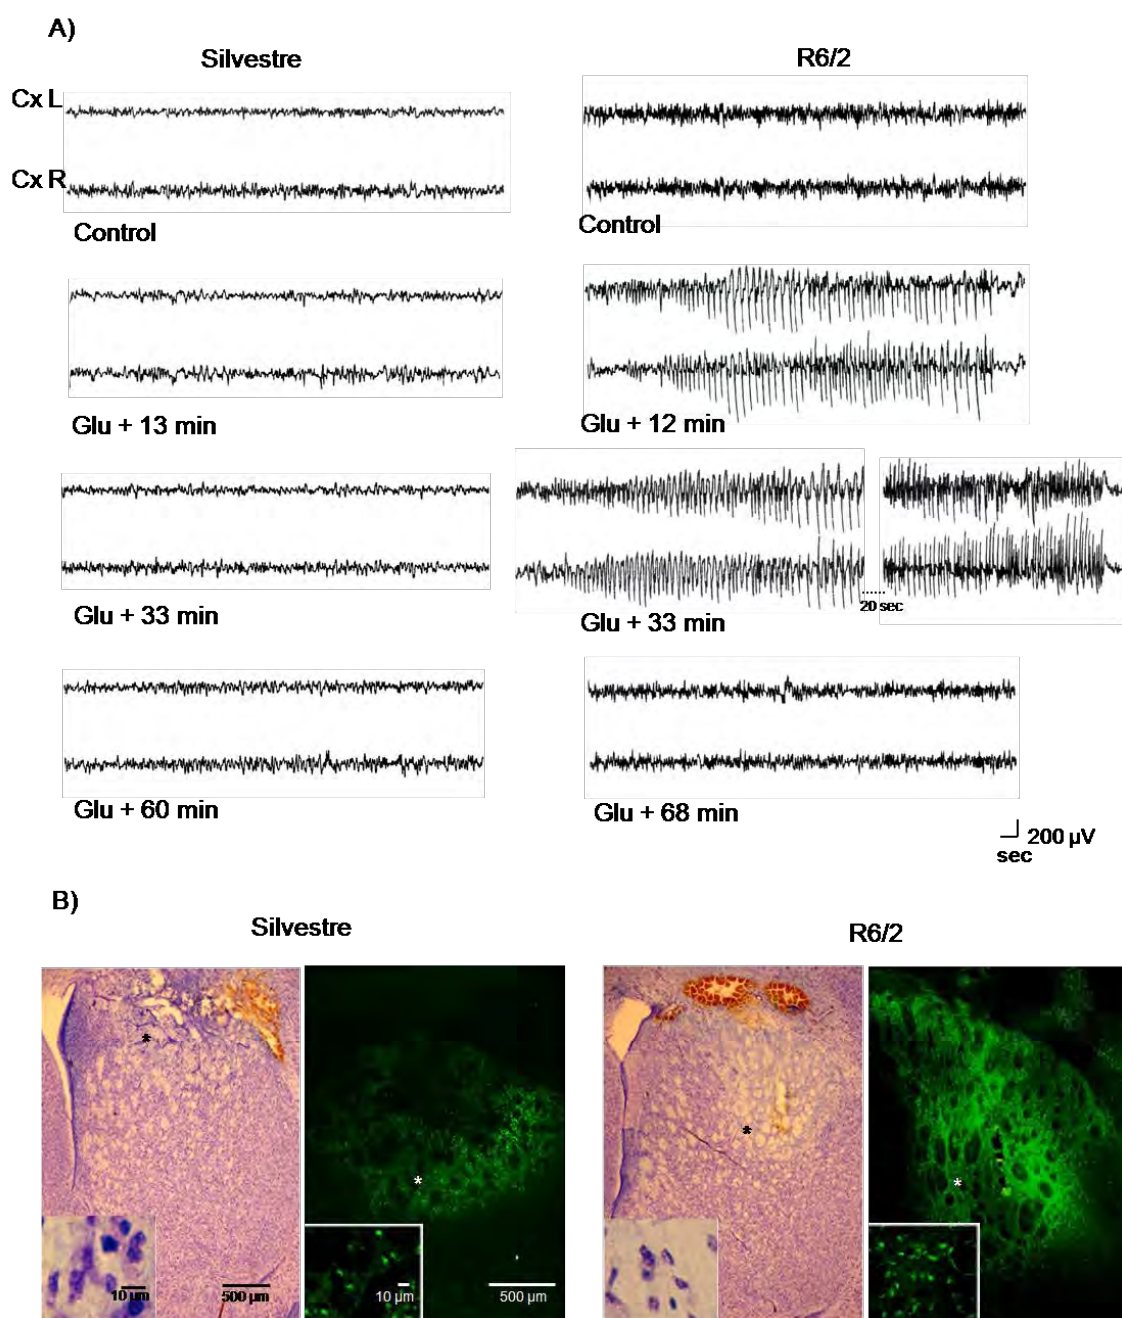 A)
Silvestre
R6/2
Cx L
Cx R
Control
Control
Glu + 13 min
Glu + 12 min
20 sec
Glu + 33 min
Glu + 33 min
Glu + 60 min
Glu + 68 min
200 µV
sec
B)
Silvestre
R6/2
*
*
*
*
10 µm
500 µm
10 µm
500 µm